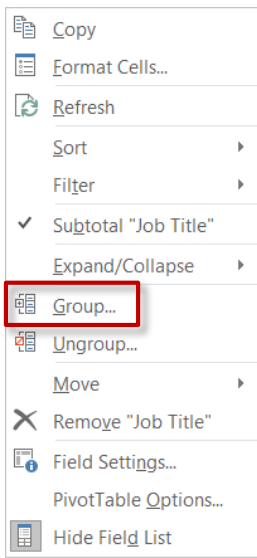 Copy
Format Cells...
Refresh
Sort
Filter
Subtotal "Job Title"
Expand/Collapse
Group...
Ungroup...
Move
Remove "Job Title"
Field Settings...
PivotTable Options...
Hide Field List